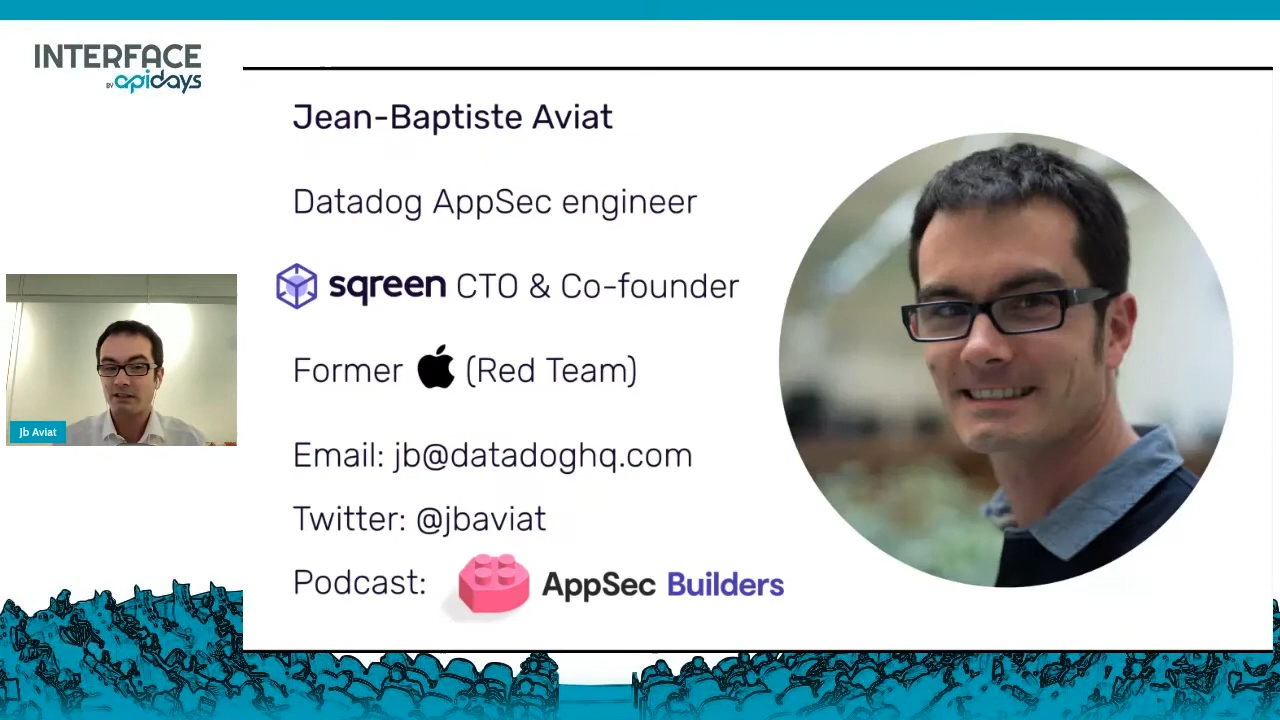 INTERFACE
BY apidays
Jean-Baptiste Aviat
Datadog AppSec engineer
sqreen CTO & Co-founder
Former (Red Team)
Email: jb@datadoghq.com
Twitter: @jbaviat
Podcast: AppSec Builders
Jb Aviat